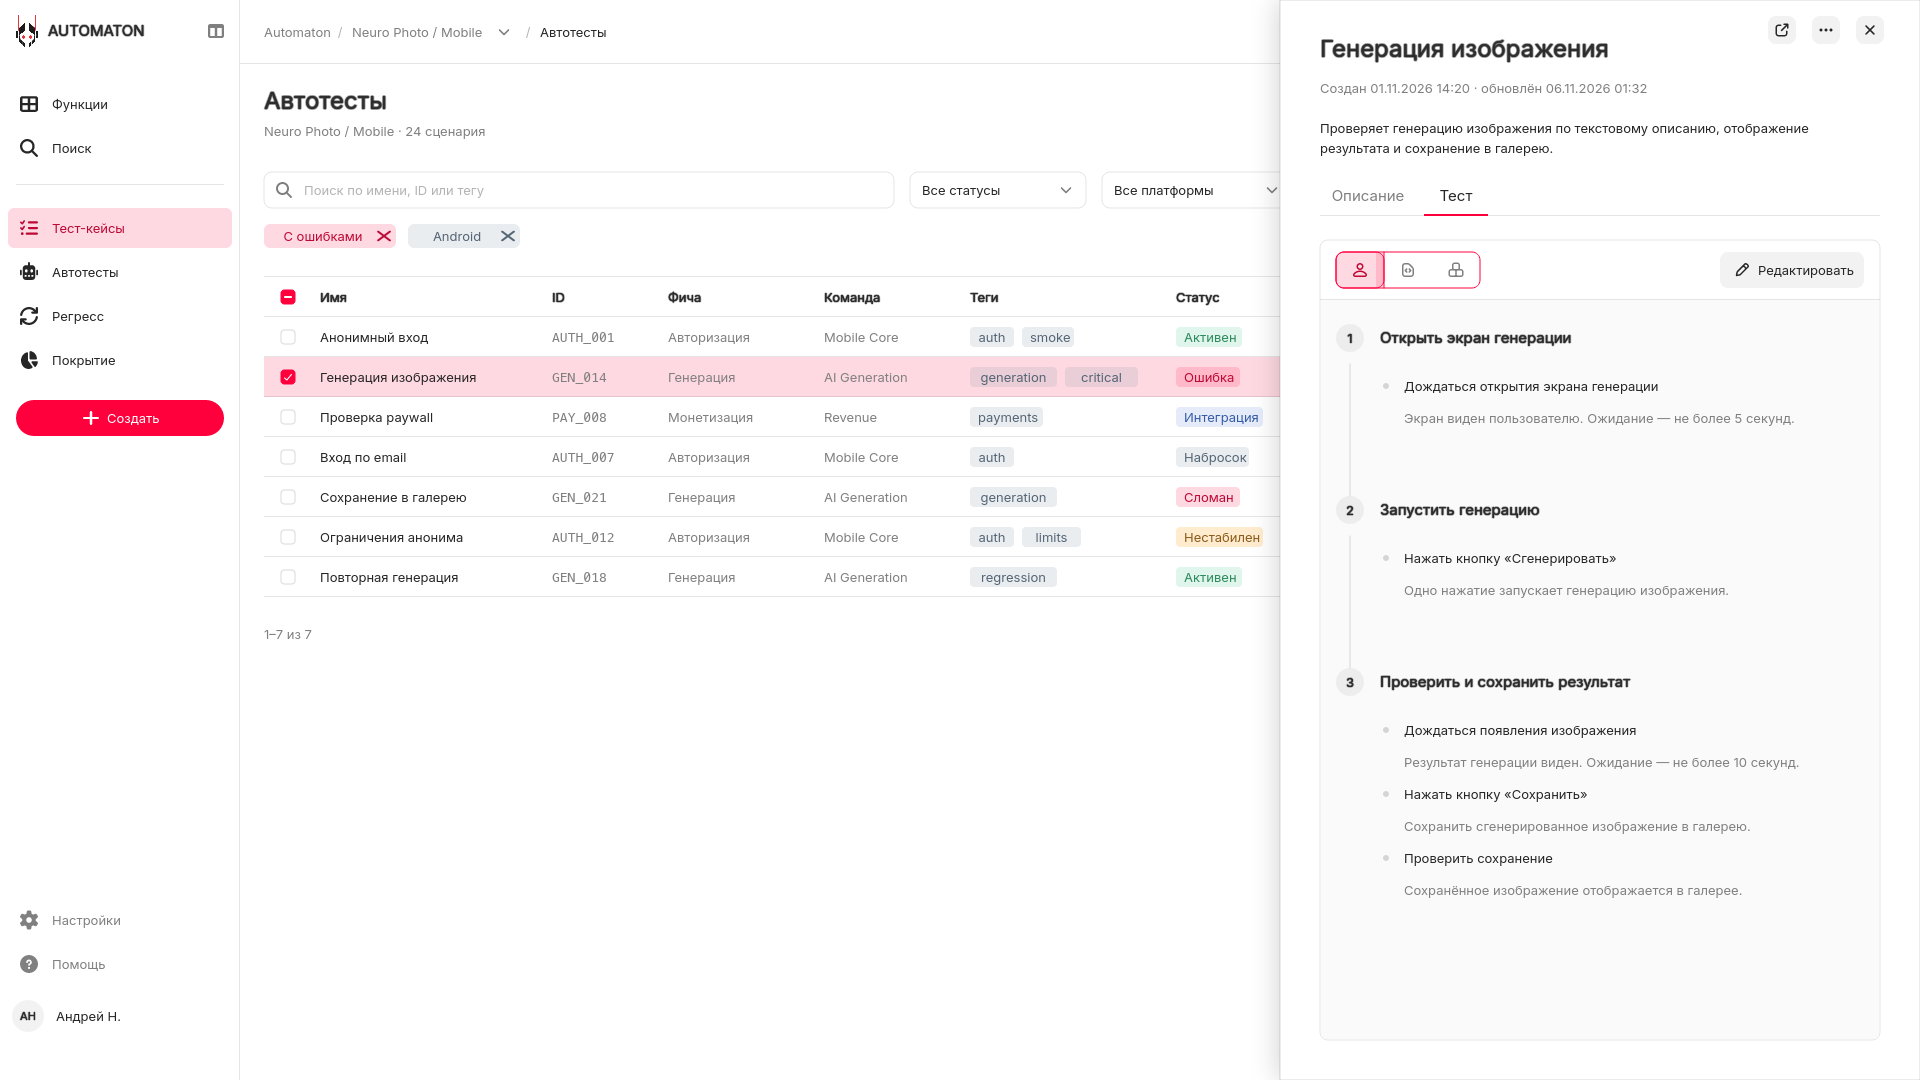 AUTOMATON
Функции
Поиск
Тест-кейсы
Автотесты
Регресс
Покрытие
Создать
Настройки
Помощь
АН Андрей Н.
Automaton / Neuro Photo / Mobile / Автотесты
Автотесты
Neuro Photo / Mobile · 24 сценария
Поиск по имени, ID или тегу
Все статусы
Все платформы
С ошибками
Android
Имя ID Фича Команда Теги Статус
Анонимный вход AUTH_001 Авторизация Mobile Core auth smoke Активен
Генерация изображения GEN_014 Генерация AI Generation generation critical Ошибка
Проверка paywall PAY_008 Монетизация Revenue payments Интеграция
Вход по email AUTH_007 Авторизация Mobile Core auth Набросок
Сохранение в галерею GEN_021 Генерация AI Generation generation Сломан
Ограничения анонима AUTH_012 Авторизация Mobile Core auth limits Нестабилен
Повторная генерация GEN_018 Генерация AI Generation regression Активен
1–7 из 7
Генерация изображения
Создан 01.11.2026 14:20 · обновлён 06.11.2026 01:32
Проверяет генерацию изображения по текстовому описанию, отображение
результата и сохранение в галерею.
Описание
Тест
Редактировать
1 Открыть экран генерации
Дождаться открытия экрана генерации
Экран виден пользователю. Ожидание — не более 5 секунд.
2 Запустить генерацию
Нажать кнопку «Сгенерировать»
Одно нажатие запускает генерацию изображения.
3 Проверить и сохранить результат
Дождаться появления изображения
Результат генерации виден. Ожидание — не более 10 секунд.
Нажать кнопку «Сохранить»
Сохранить сгенерированное изображение в галерею.
Проверить сохранение
Сохранённое изображение отображается в галерее.